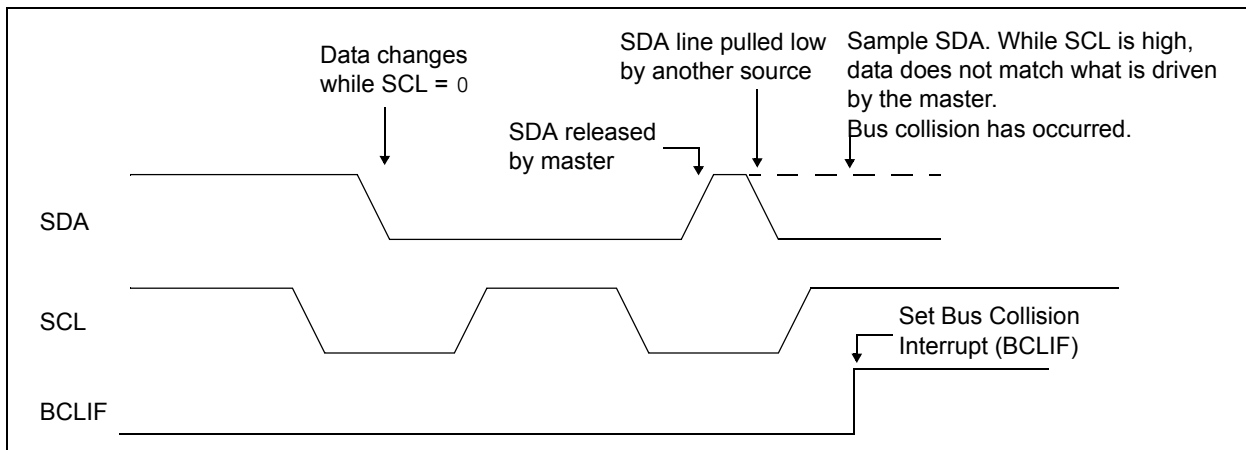 Data changes
while SCL = 0
SDA released
by master
SDA line pulled low
by another source
Sample SDA. While SCL is high,
data does not match what is driven
by the master.
Bus collision has occurred.
SDA
SCL
Set Bus Collision
Interrupt (BCLIF)
BCLIF